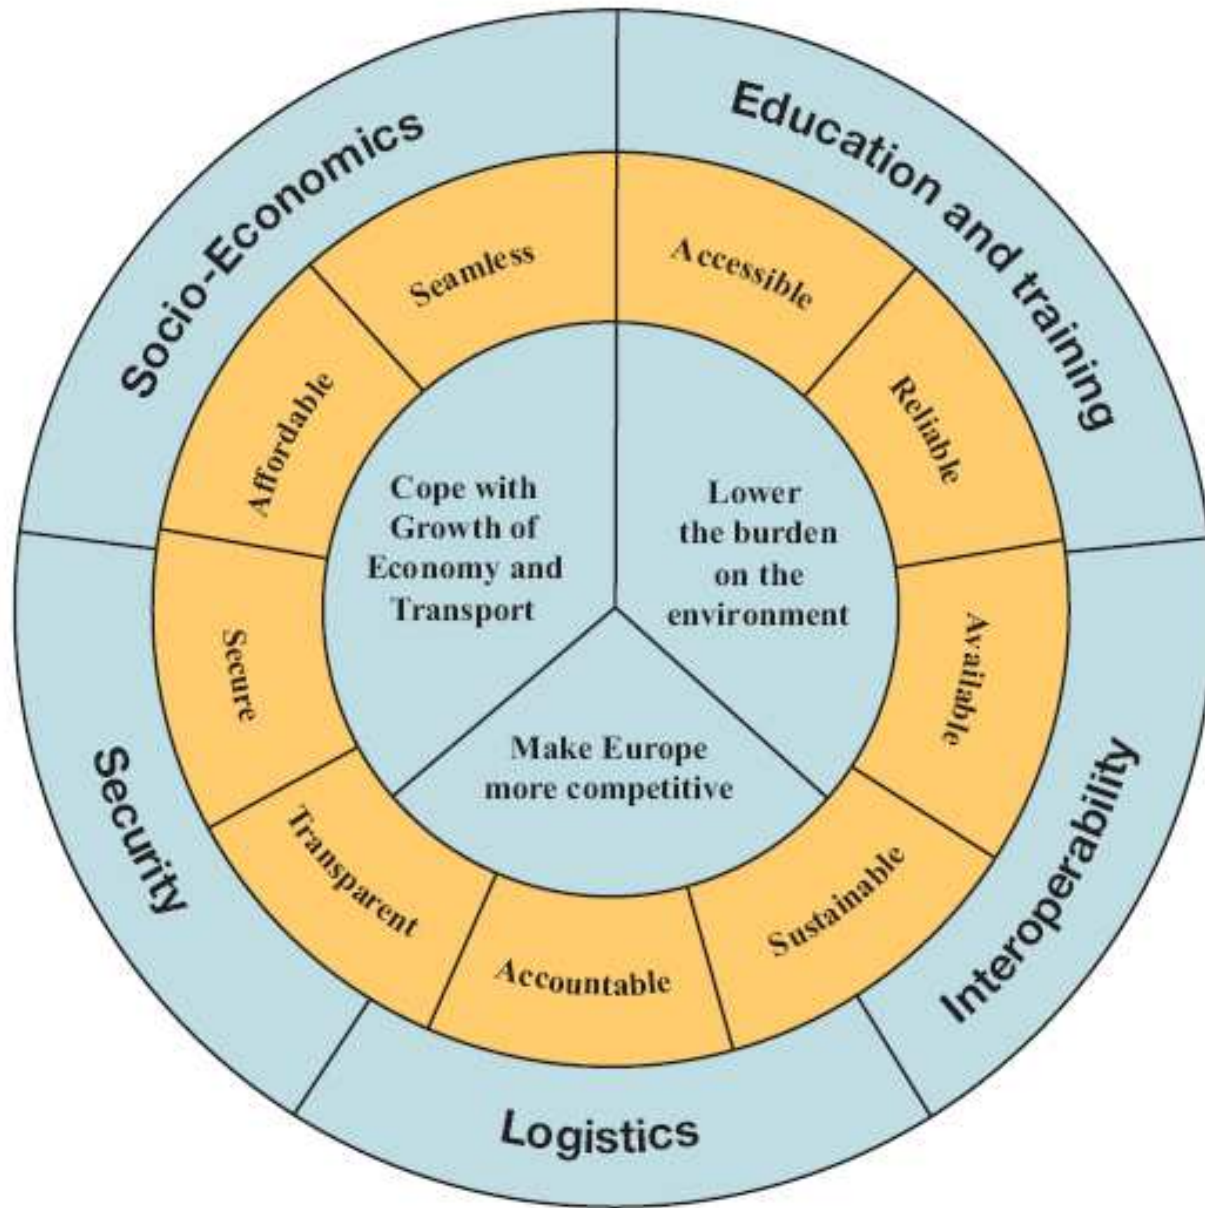 Education and training
Interoperability
Logistics
Security
Socio-Economics
Accessible
Reliable
Available
Sustainable
Accountable
Transparent
Secure
Affordable
Seamless
Cope with
Growth of
Economy and
Transport
Lower
the burden
on the
environment
Make Europe
more competitive